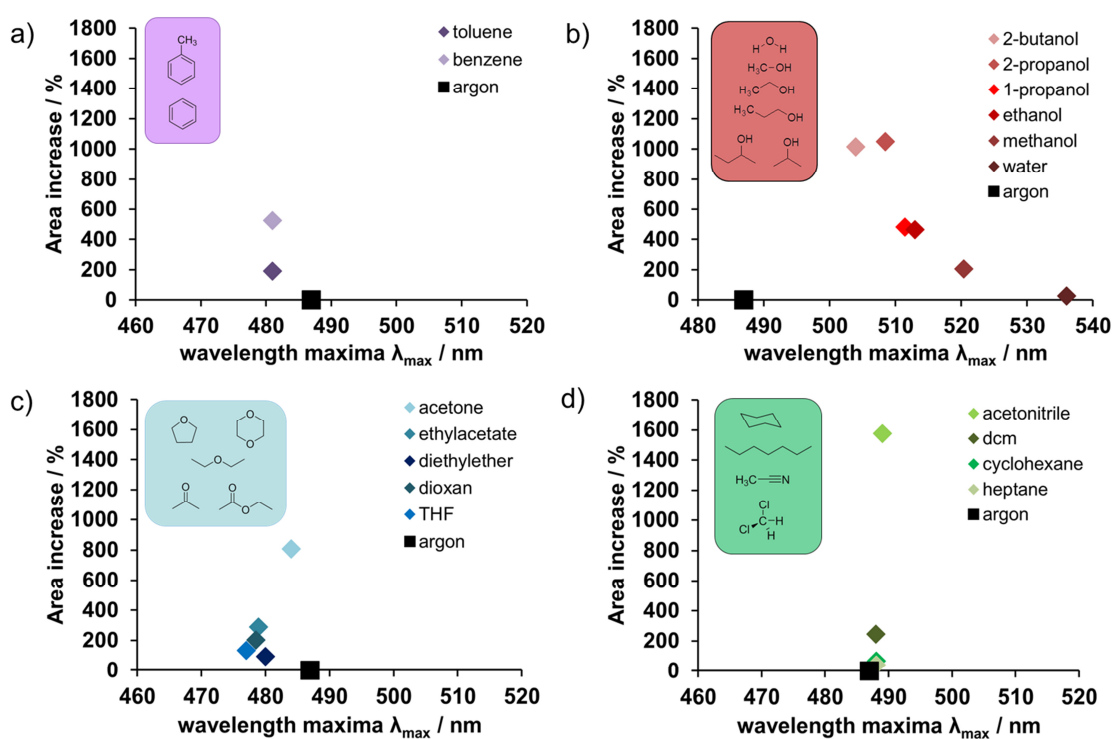 a)
1800
1600
1400
1200
1000
800
600
400
200
0
Area increase / %
CH₃
toluene
benzene
argon
460 470 480 490 500 510 520
wavelength maxima λmax / nm
b)
1800
1600
1400
1200
1000
800
600
400
200
0
Area increase / %
H O H
H₃C—OH
H₃C OH
H₃C OH
OH OH
2-butanol
2-propanol
1-propanol
ethanol
methanol
water
argon
480 490 500 510 520 530 540
wavelength maxima λmax / nm
c)
1800
1600
1400
1200
1000
800
600
400
200
0
Area increase / %
O O
O
O
O O
O
acetone
ethylacetate
diethylether
dioxan
THF
argon
460 470 480 490 500 510 520
wavelength maxima λmax / nm
d)
1800
1600
1400
1200
1000
800
600
400
200
0
Area increase / %
H₃C N
Cl
Cl C H
H
acetonitrile
dcm
cyclohexane
heptane
argon
460 470 480 490 500 510 520
wavelength maxima λmax / nm